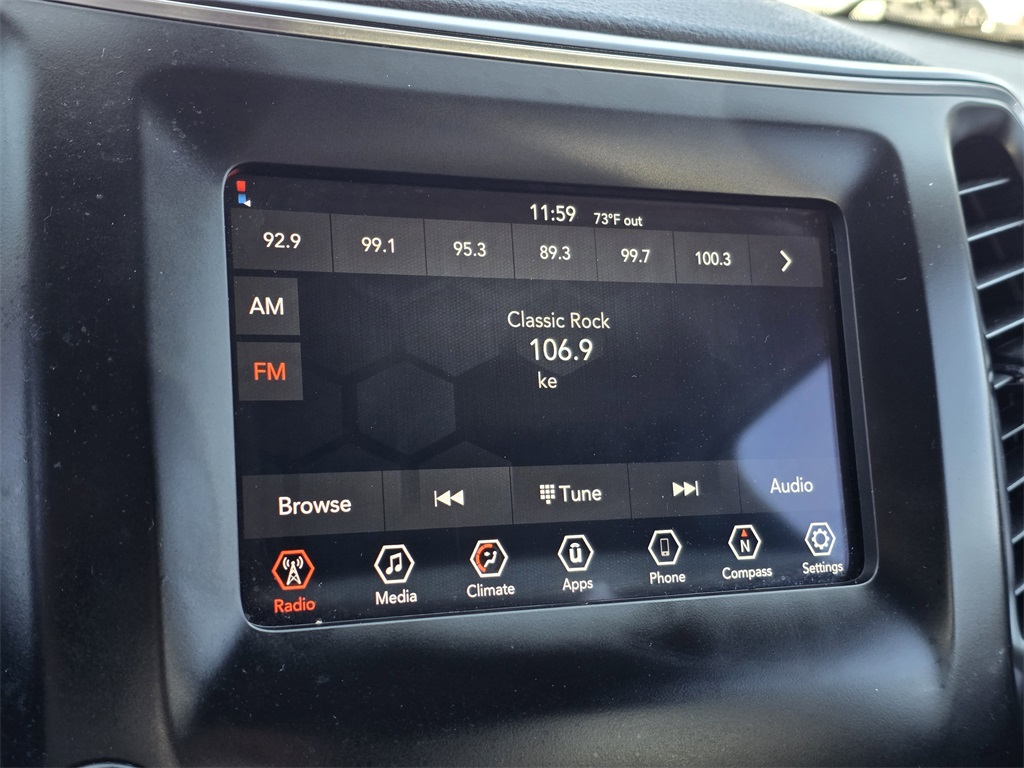 11:59 73°F out
92.9 99.1 95.3 89.3 99.7 100.3
AM
Classic Rock
106.9
FM
ke
Browse Tune Audio
Radio Media Climate Apps Phone Compass Settings
N